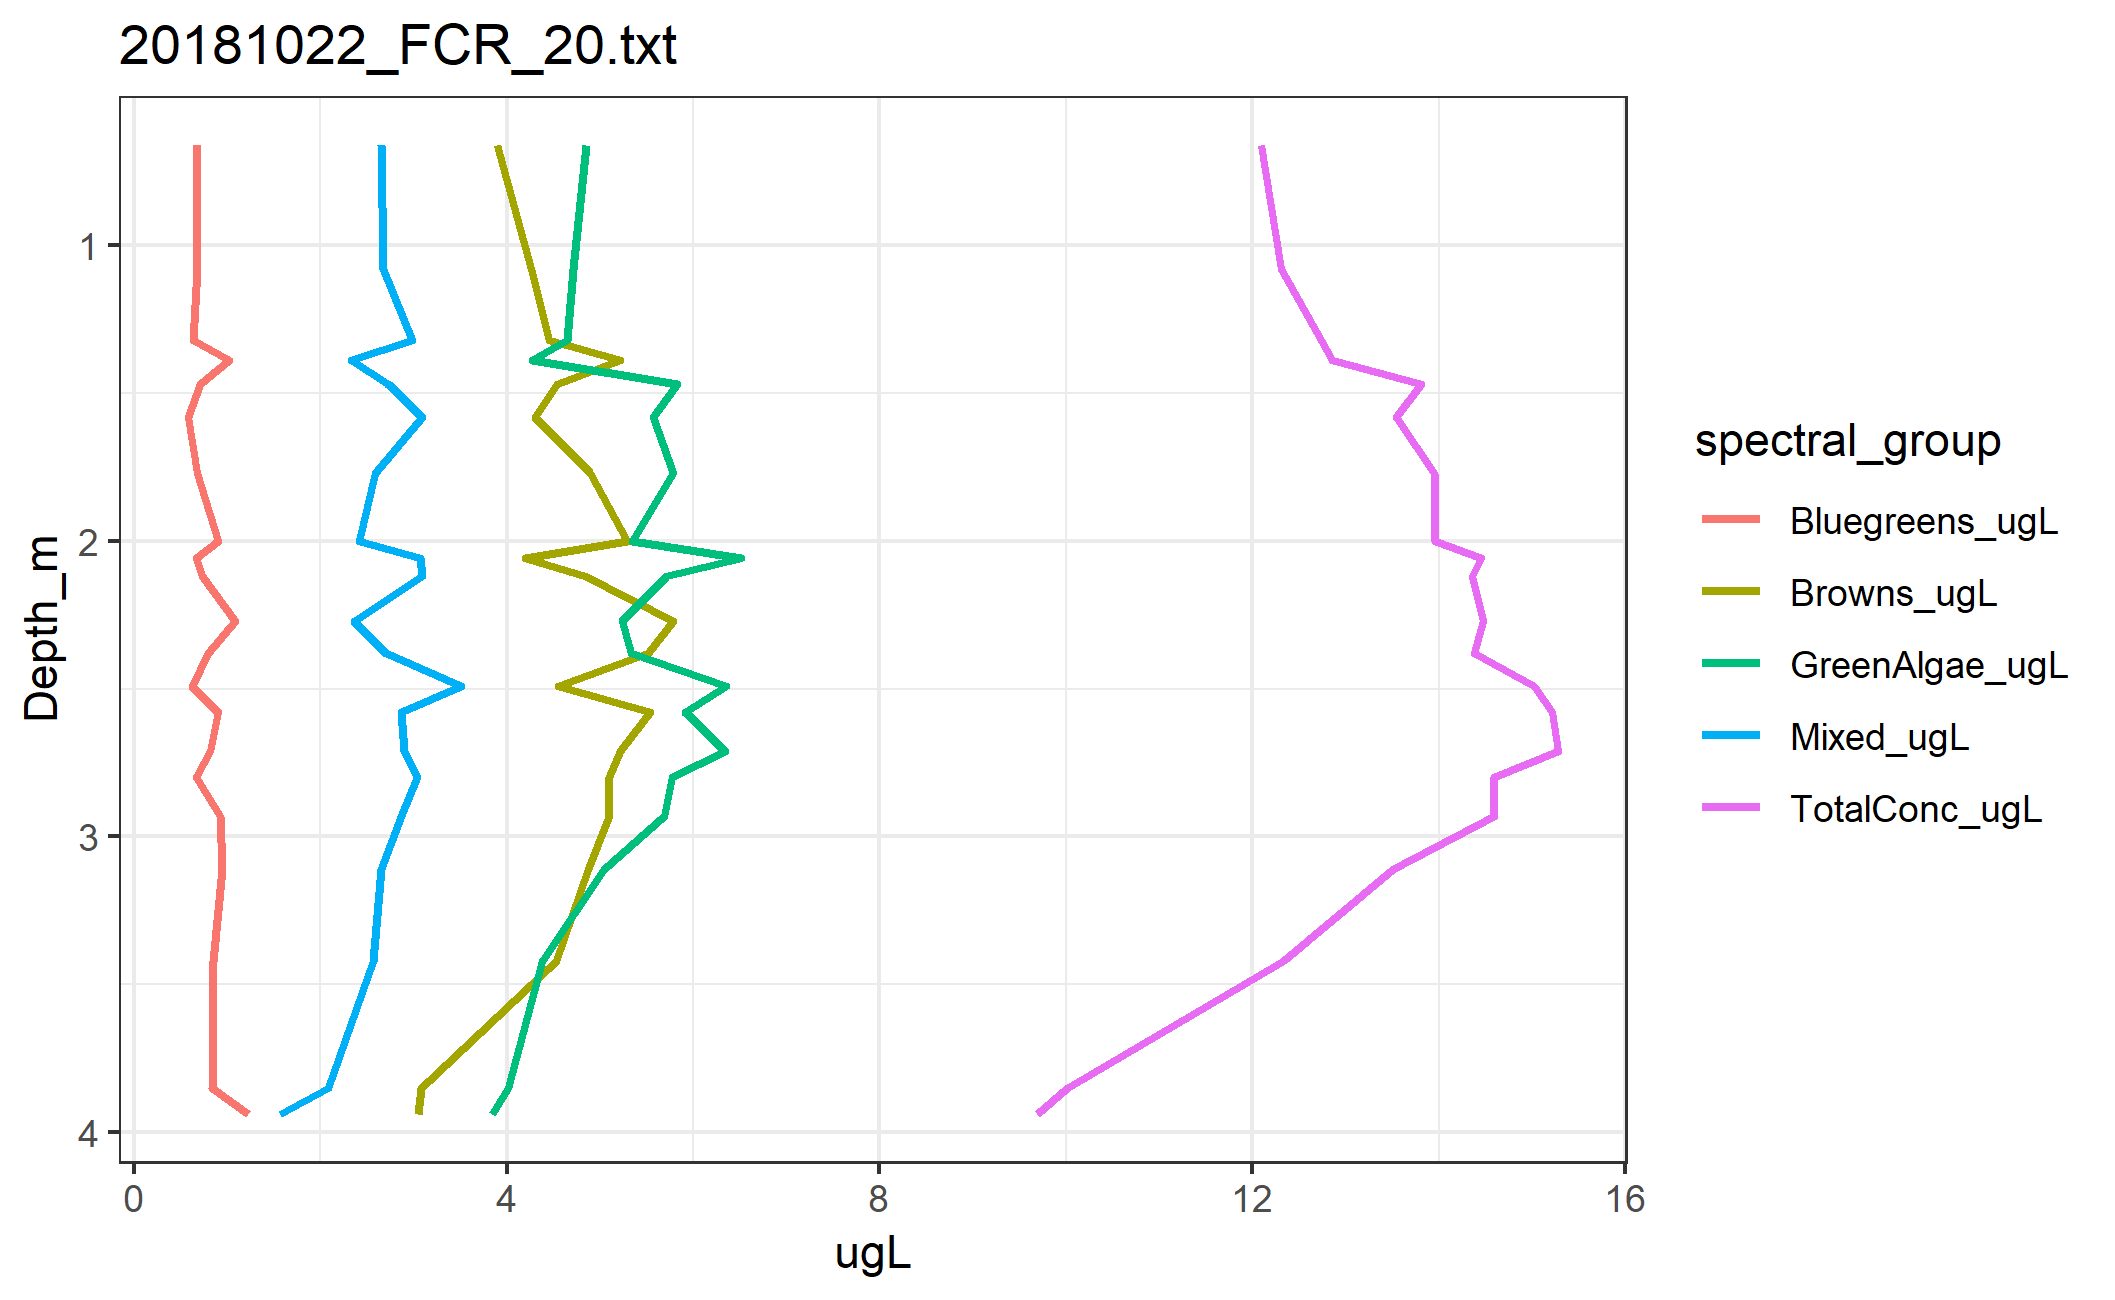 20181022_FCR_20.txt
Depth_m
1
2
3
4
0 4 8 12 16
ugL
spectral_group
Bluegreens_ugL
Browns_ugL
GreenAlgae_ugL
Mixed_ugL
TotalConc_ugL